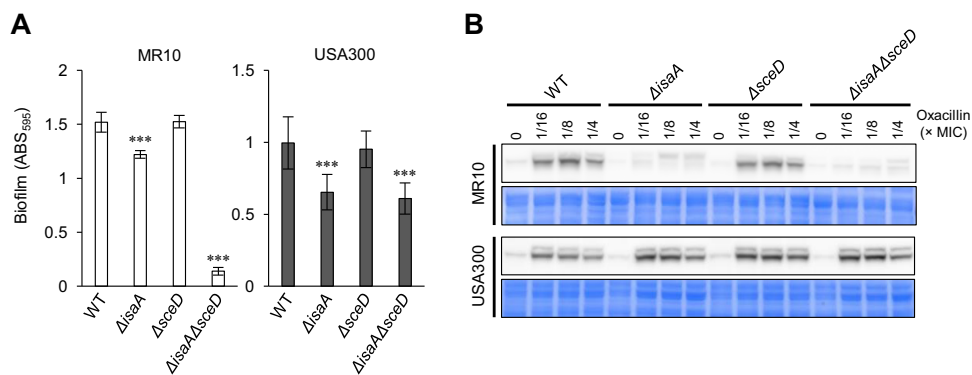 A
MR10
USA300
Biofilm (ABS595)
2
1.5
1
0.5
0
***
***
WT
ΔisaA
ΔsceD
ΔisaAΔsceD
1.5
1
0.5
0
***
***
WT
ΔisaA
ΔsceD
ΔisaAΔsceD
B
WT
ΔisaA
ΔsceD
ΔisaAΔsceD
0 1/16 1/8 1/4 0 1/16 1/8 1/4 0 1/16 1/8 1/4 0 1/16 1/8 1/4
Oxacillin
(× MIC)
MR10
USA300